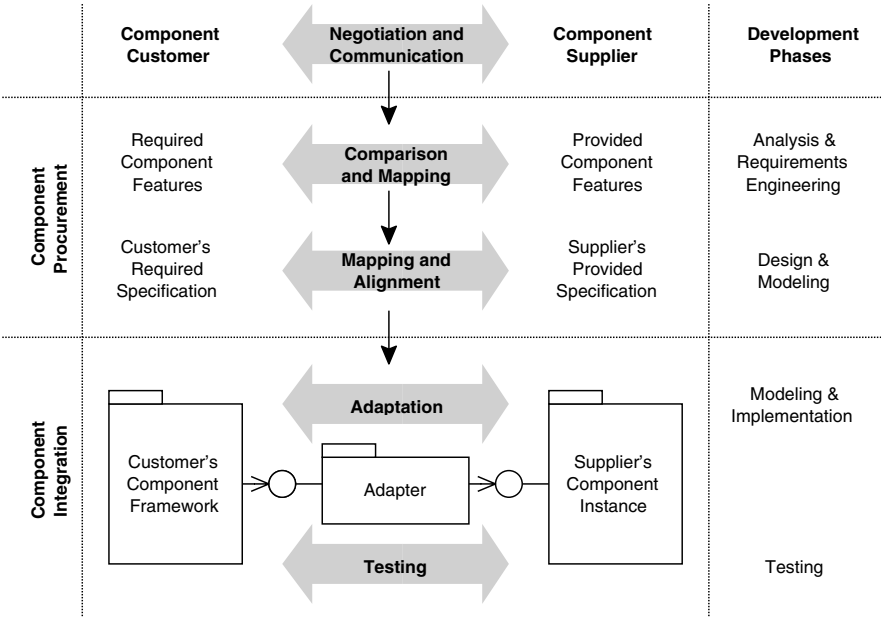 Component
Customer
Negotiation and
Communication
Component
Supplier
Development
Phases
Component
Procurement
Required
Component
Features
Comparison
and Mapping
Provided
Component
Features
Analysis &
Requirements
Engineering
Customer's
Required
Specification
Mapping and
Alignment
Supplier's
Provided
Specification
Design &
Modeling
Component
Integration
Adaptation
Modeling &
Implementation
Customer's
Component
Framework
Adapter
Supplier's
Component
Instance
Testing
Testing